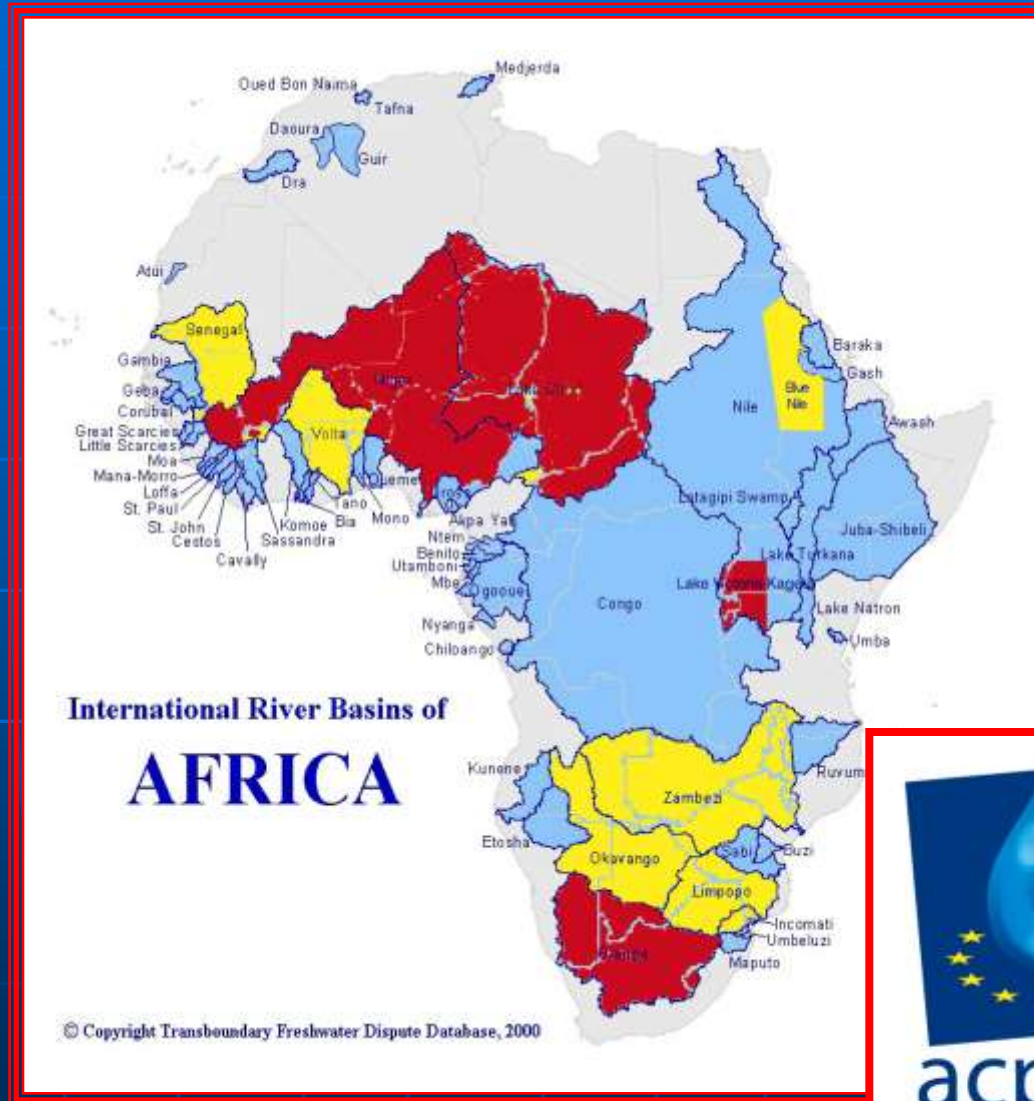 Medjerda
Oued Bon Naima
Tafna
Daoura
Guir
Dra
Atui
Senegal
Gambia
Geba
Corubal
Great Scarcies
Little Scarcies
Moa
Mana-Morro
Loffa
St. Paul
St. John
Cestos
Cavally
Sassandra
Komoe
Bia
Tano
Volta
Mono
Oueme
Akpa Yafi
Ntem
Benito
Utamboni
Mbe
Ogooue
Nyanga
Chiloango
Congo
Nile
Blue
Nile
Baraka
Gash
Awash
Juba-Shibeli
Lake Turkana
Lake Natron
Umba
International River Basins of
AFRICA
Kunene
Etosha
Zambezi
Okavango
Sabi
Buzi
Limpopo
Incomati
Umbeluzi
Maputo
© Copyright Transboundary Freshwater Dispute Database, 2000